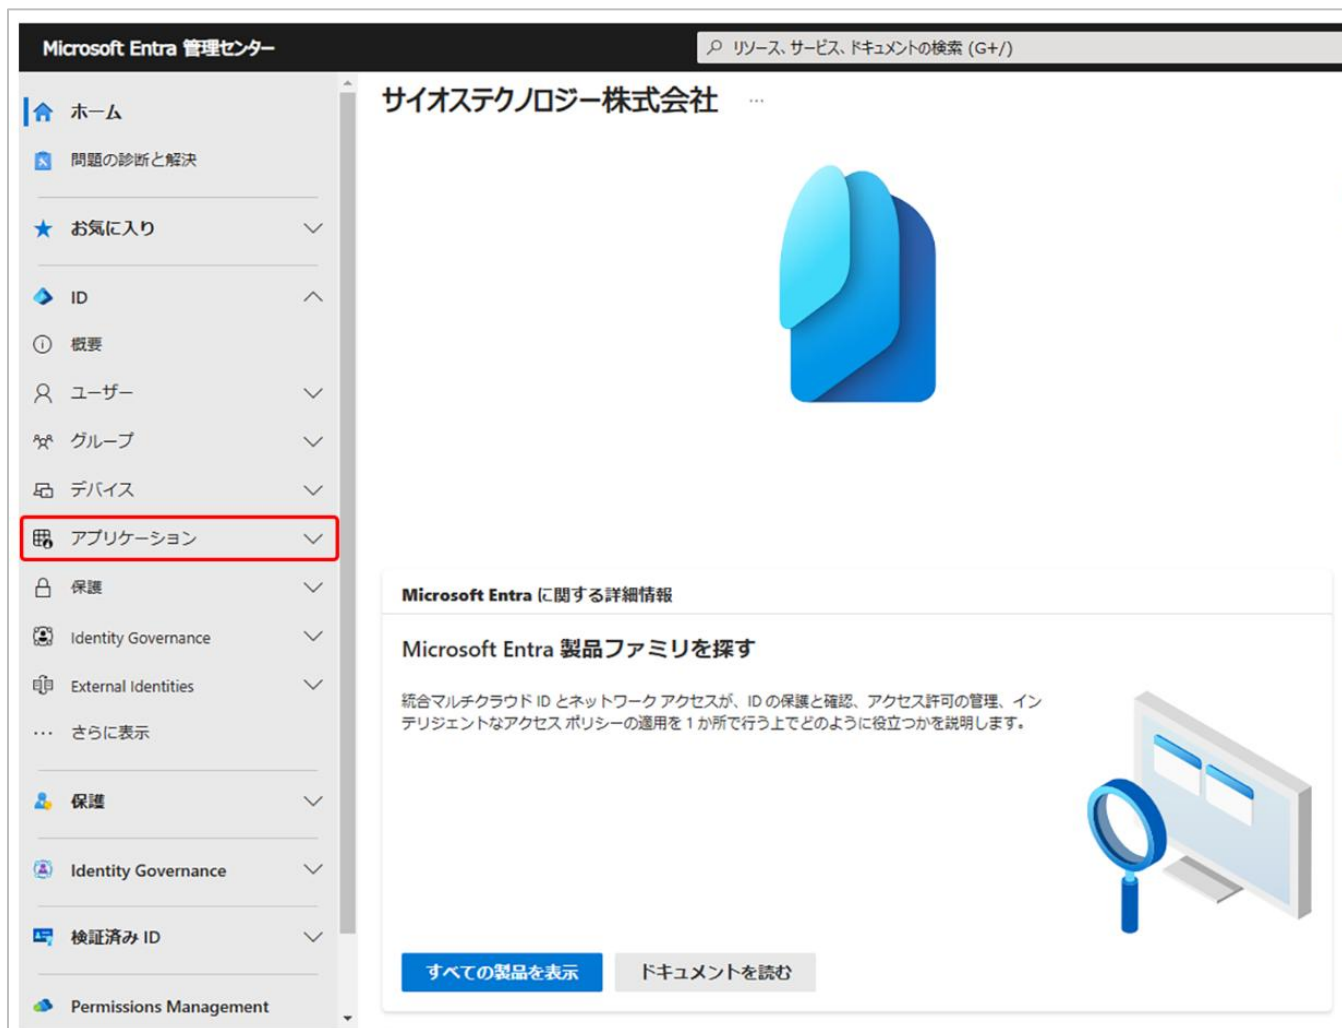 Microsoft Entra 管理センター
リソース、サービス、ドキュメントの検索 (G+/)
ホーム
問題の診断と解決
お気に入り
ID
概要
ユーザー
グループ
デバイス
アプリケーション
保護
Identity Governance
External Identities
… さらに表示
保護
Identity Governance
検証済み ID
Permissions Management
サイオステクノロジー株式会社 …
Microsoft Entra に関する詳細情報
Microsoft Entra 製品ファミリを探す
統合マルチクラウド ID とネットワーク アクセスが、ID の保護と確認、アクセス許可の管理、イン
テリジェントなアクセス ポリシーの適用を 1 か所で行う上でどのように役立つかを説明します。
すべての製品を表示
ドキュメントを読む